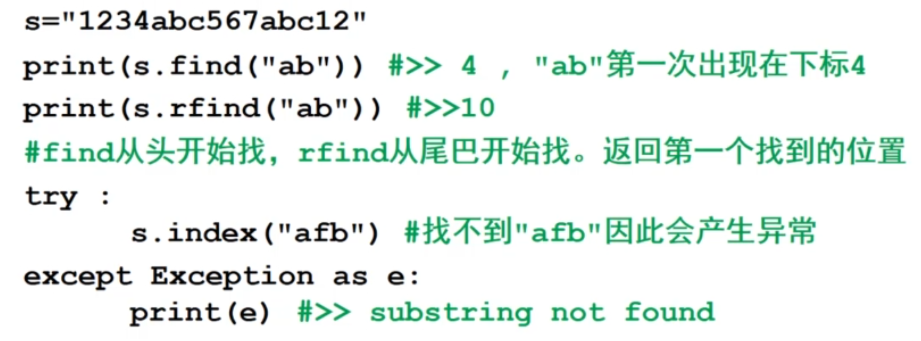 s="1234abc567abc12"
print(s.find("ab")) #>> 4 , "ab"第一次出现在下标4
print(s.rfind("ab")) #>>10
#find从头开始找，rfind从尾巴开始找。返回第一个找到的位置
try :
    s.index("afb") #找不到"afb"因此会产生异常
except Exception as e:
    print(e) #>> substring not found